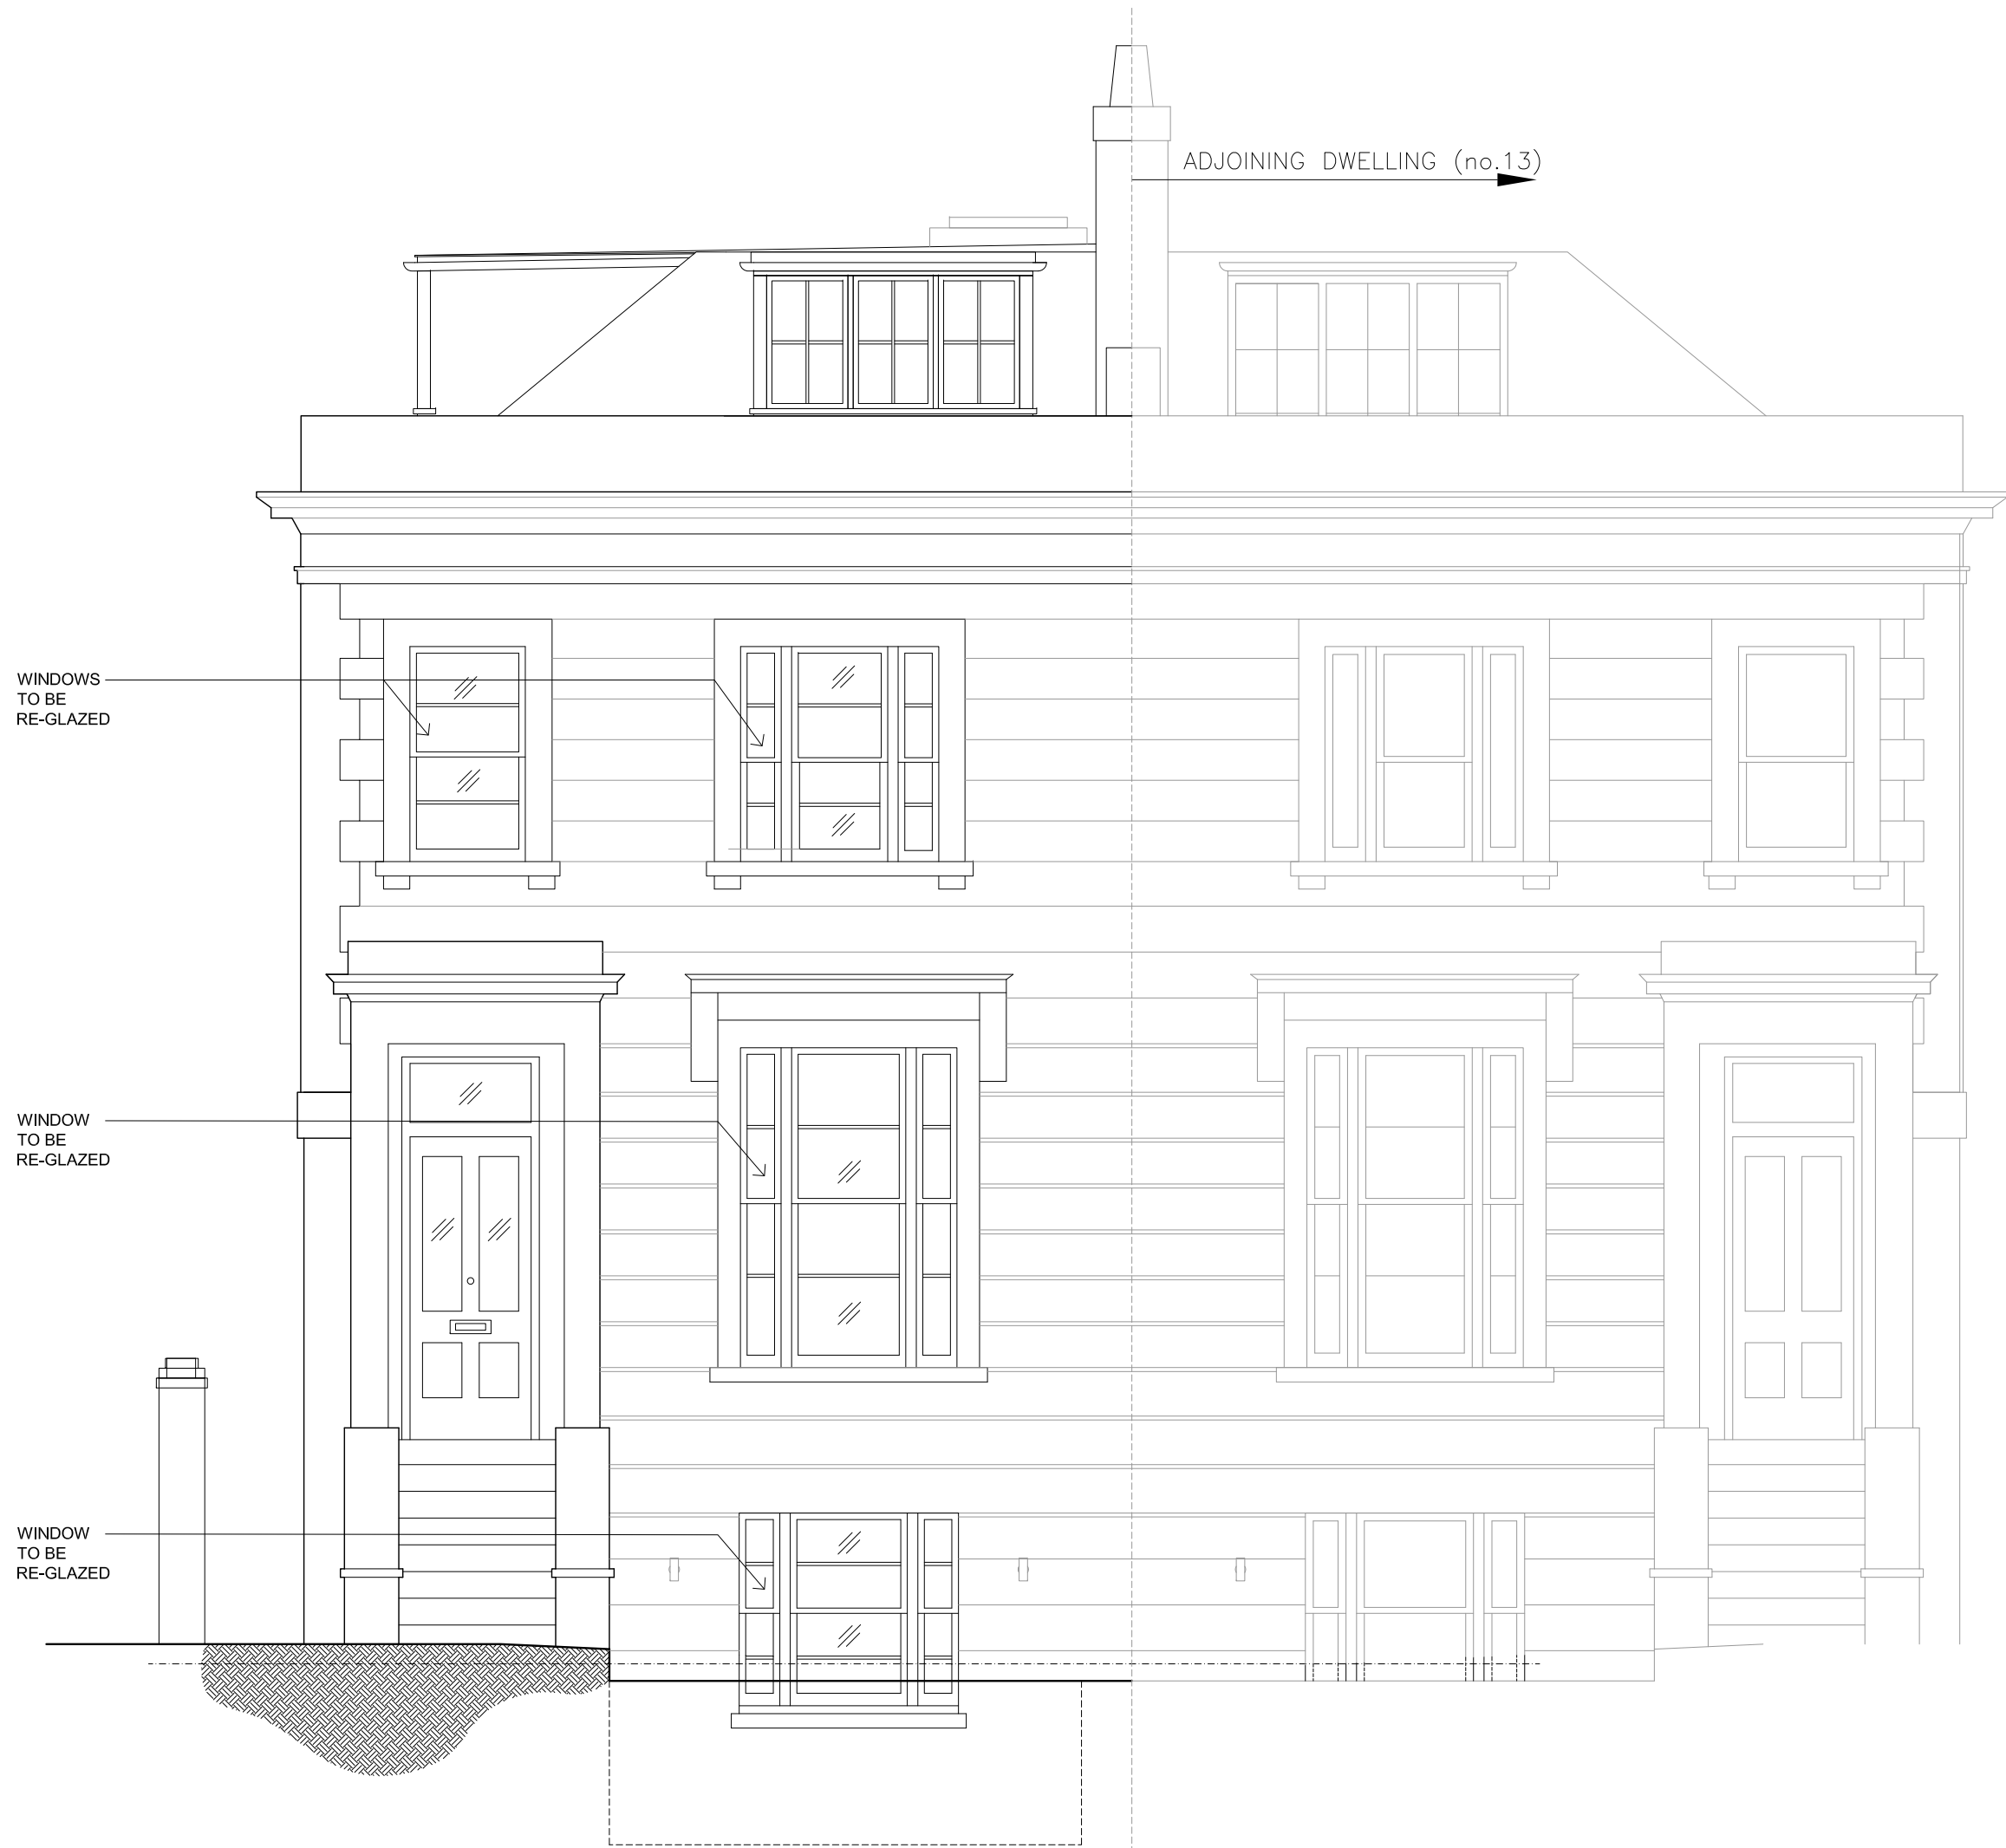 ADJOINING DWELLING (no.13)
WINDOWS
TO BE
RE-GLAZED
WINDOW
TO BE
RE-GLAZED
WINDOW
TO BE
RE-GLAZED